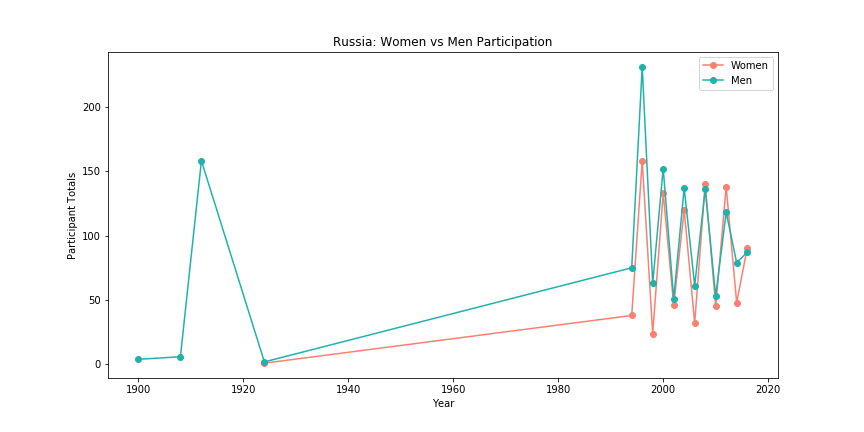 Russia: Women vs Men Participation
Women
Men
Participant Totals
200
150
100
50
0
1900 1920 1940 1960 1980 2000 2020
Year